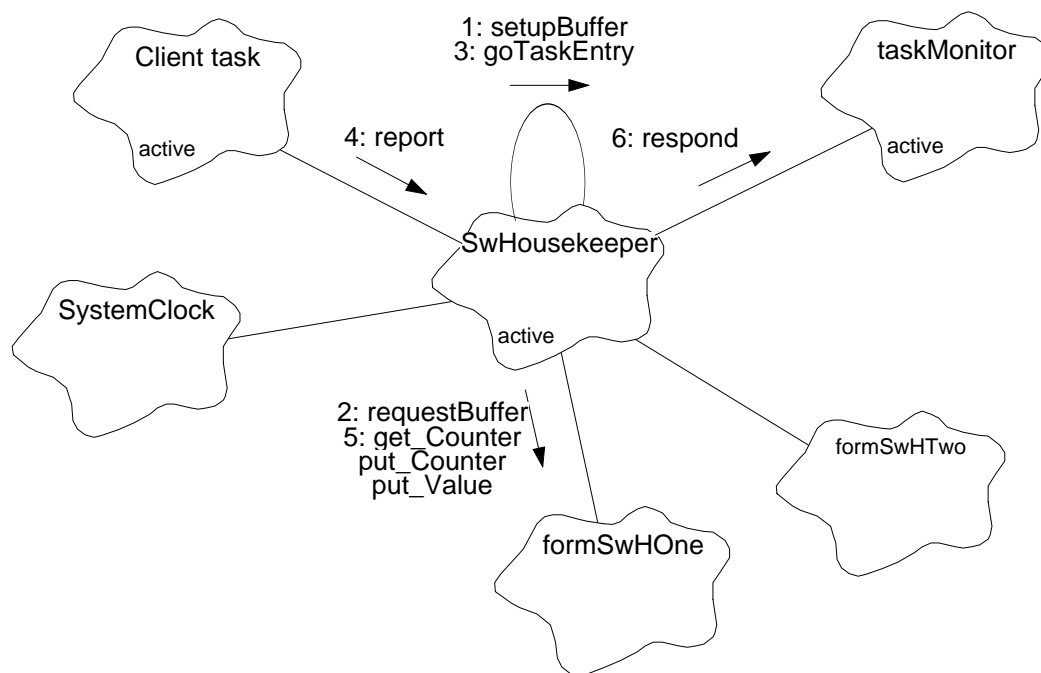 1: setupBuffer
3: goTaskEntry
Client task
active
taskMonitor
active
4: report
6: respond
SwHousekeeper
active
SystemClock
2: requestBuffer
5: get_Counter
put_Counter
put_Value
formSwHTwo
formSwHOne